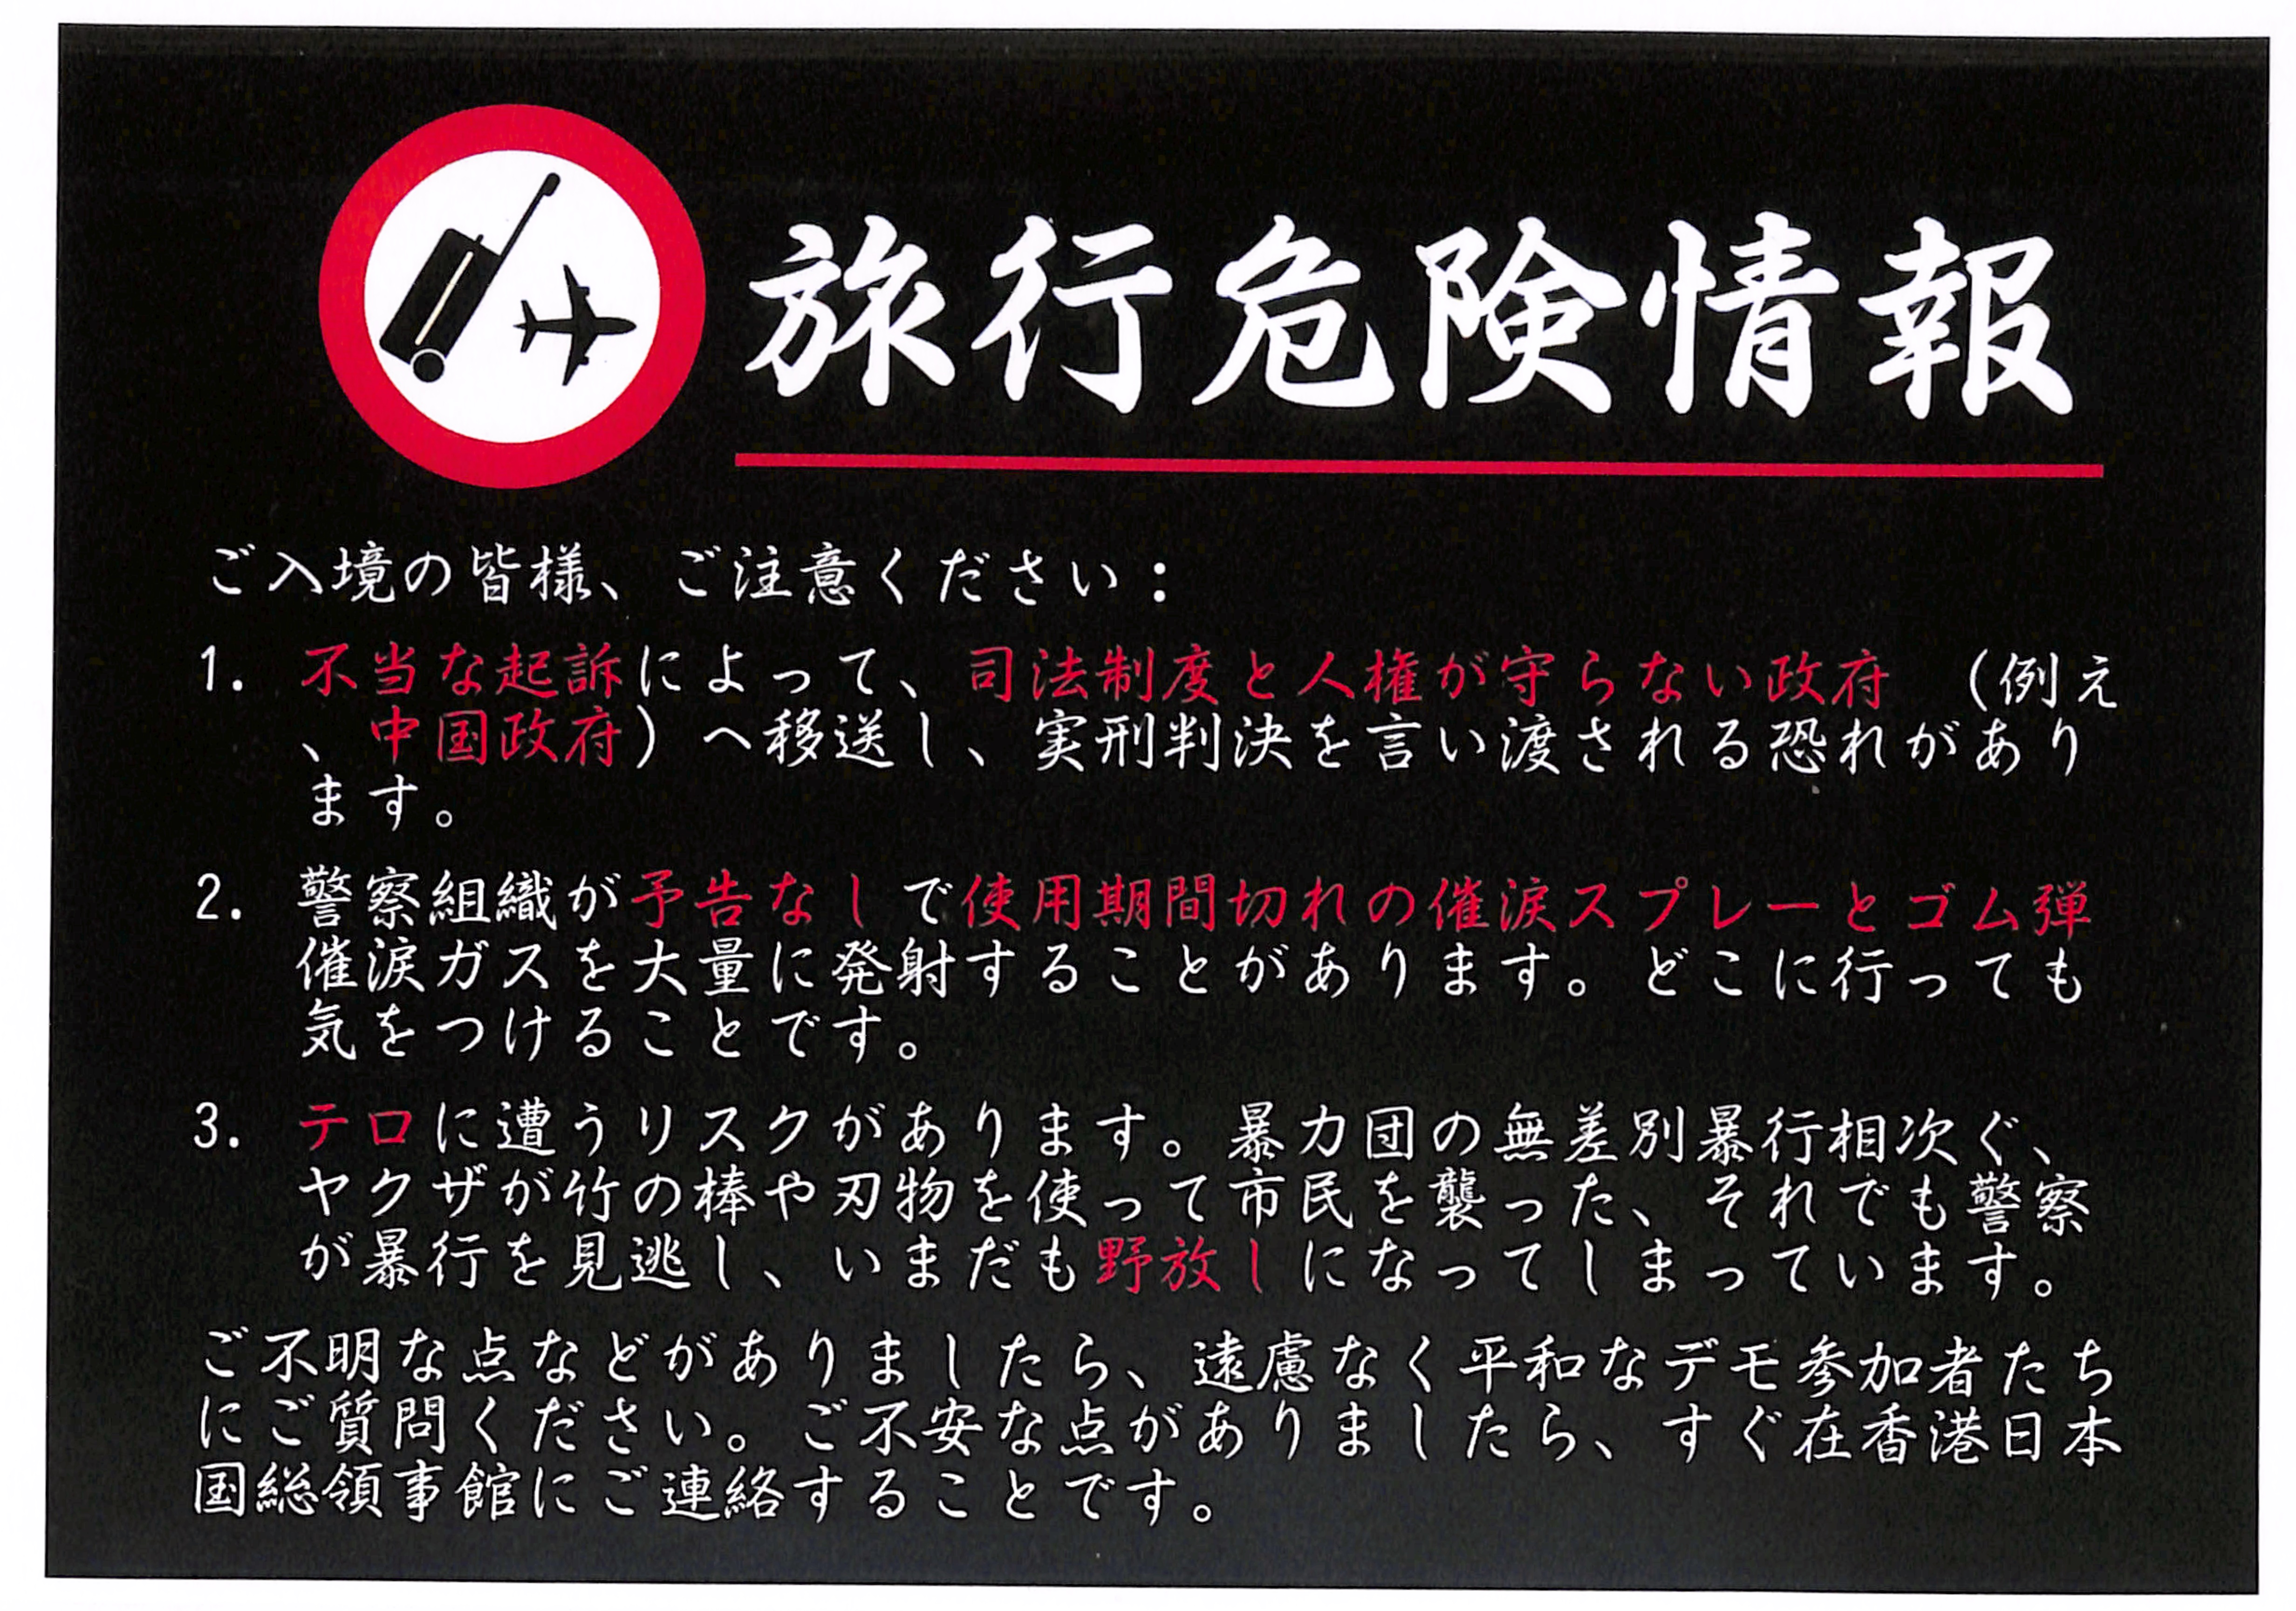 旅行危険情報
ご入境の皆様、ご注意ください：
1. 不当な起訴によって、司法制度と人権が守らない政府　（例え
、中国政府）へ移送し、実刑判決を言い渡される恐れがあり
ます。
2. 警察組織が予告なしで使用期間切れの催涙スプレーとゴム弾
催涙ガスを大量に発射することがあります。どこに行っても
気をつけることです。
3. テロに遭うリスクがあります。暴力団の無差別暴行相次ぐ、
ヤクザが竹の棒や刃物を使って市民を襲った、それでも警察
が暴行を見逃し、いまだも野放しになってしまっています。
ご不明な点などがありましたら、遠慮なく平和なデモ参加者たち
にご質問ください。ご不安な点がありましたら、すぐ在香港日本
国総領事館にご連絡することです。